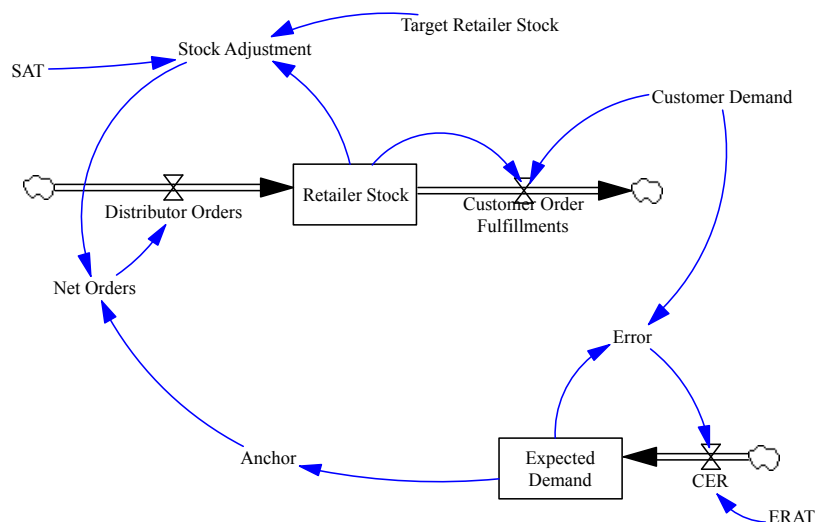 Target Retailer Stock
Stock Adjustment
SAT
Customer Demand
Retailer Stock
Distributor Orders
Customer Order
Fulfillments
Net Orders
Error
Anchor
Expected
Demand
CER
ERAT